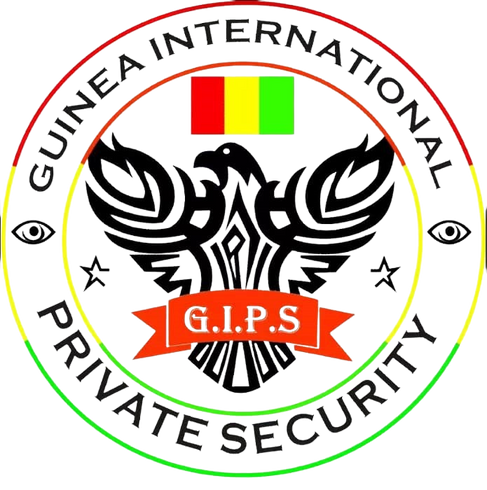 GUINEA INTERNATIONAL
G.I.P.S
PRIVATE SECURITY